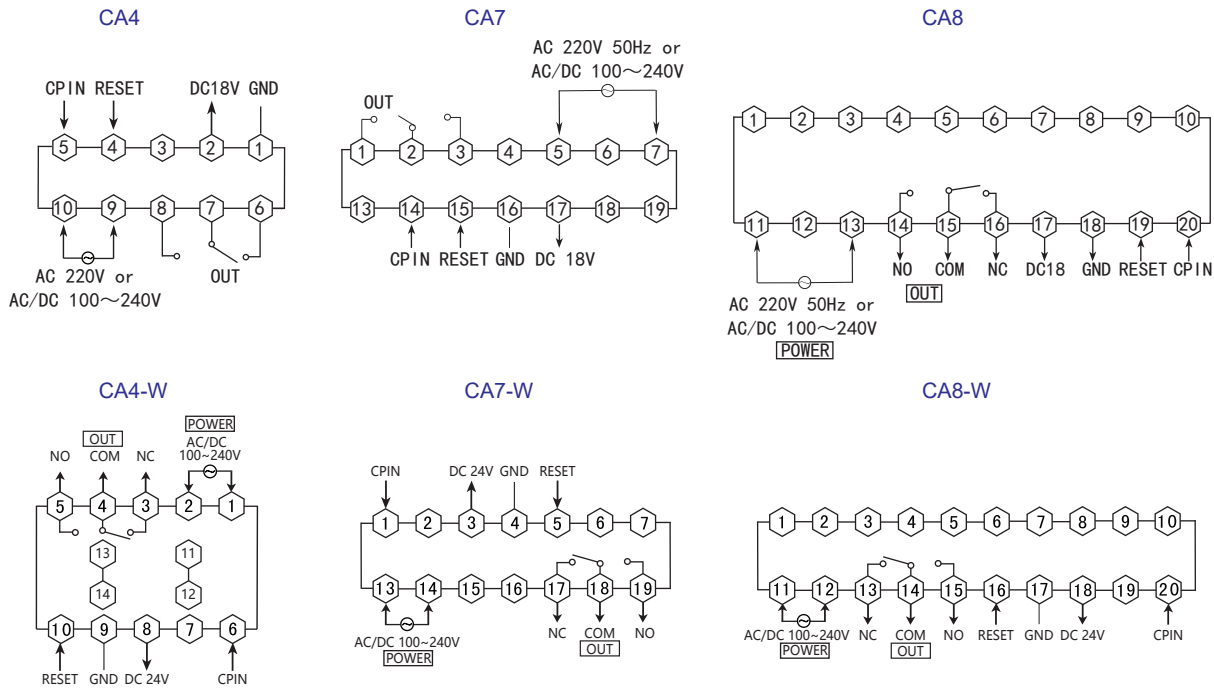 CA4
CPIN RESET DC18V GND
5 4 3 2 1
10 9 8 7 6
AC 220V or
AC/DC 100～240V
OUT
CA7
AC 220V 50Hz or
AC/DC 100～240V
OUT
1 2 3 4 5 6 7
13 14 15 16 17 18 19
CPIN RESET GND DC 18V
CA8
1 2 3 4 5 6 7 8 9 10
11 12 13 14 15 16 17 18 19 20
NO COM NC DC18 GND RESET CPIN
OUT
AC 220V 50Hz or
AC/DC 100～240V
POWER
CA4-W
POWER
OUT AC/DC
NO COM NC 100~240V
5 4 3 2 1
13 11
14 12
10 9 8 7 6
RESET GND DC 24V CPIN
CA7-W
CPIN DC 24V GND RESET
1 2 3 4 5 6 7
13 14 15 16 17 18 19
AC/DC 100~240V NC COM NO
POWER OUT
CA8-W
1 2 3 4 5 6 7 8 9 10
11 12 13 14 15 16 17 18 19 20
AC/DC 100~240V NC COM NO RESET GND DC 24V CPIN
POWER OUT